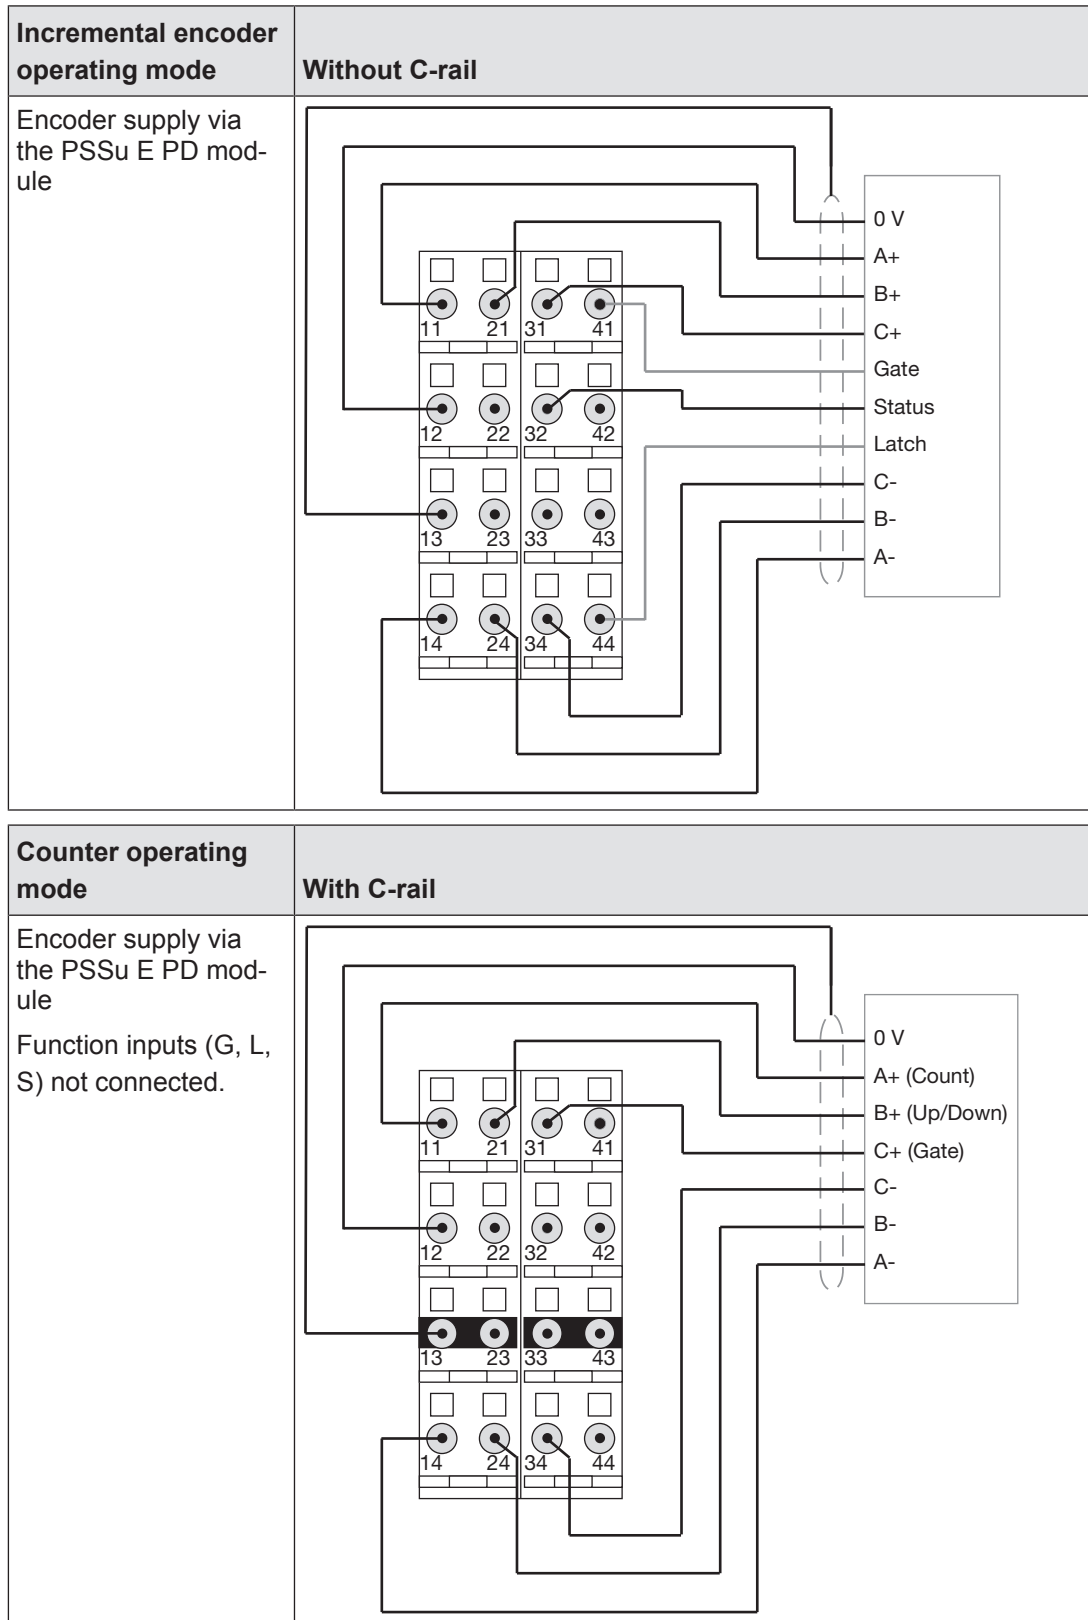 Incremental encoder
operating mode
Without C-rail
Encoder supply via
the PSSu E PD mod-
ule
0 V
A+
B+
C+
Gate
Status
Latch
C-
B-
A-
11 21 31 41
12 22 32 42
13 23 33 43
14 24 34 44
Counter operating
mode
With C-rail
Encoder supply via
the PSSu E PD mod-
ule
Function inputs (G, L,
S) not connected.
0 V
A+ (Count)
B+ (Up/Down)
C+ (Gate)
C-
B-
A-
11 21 31 41
12 22 32 42
13 23 33 43
14 24 34 44